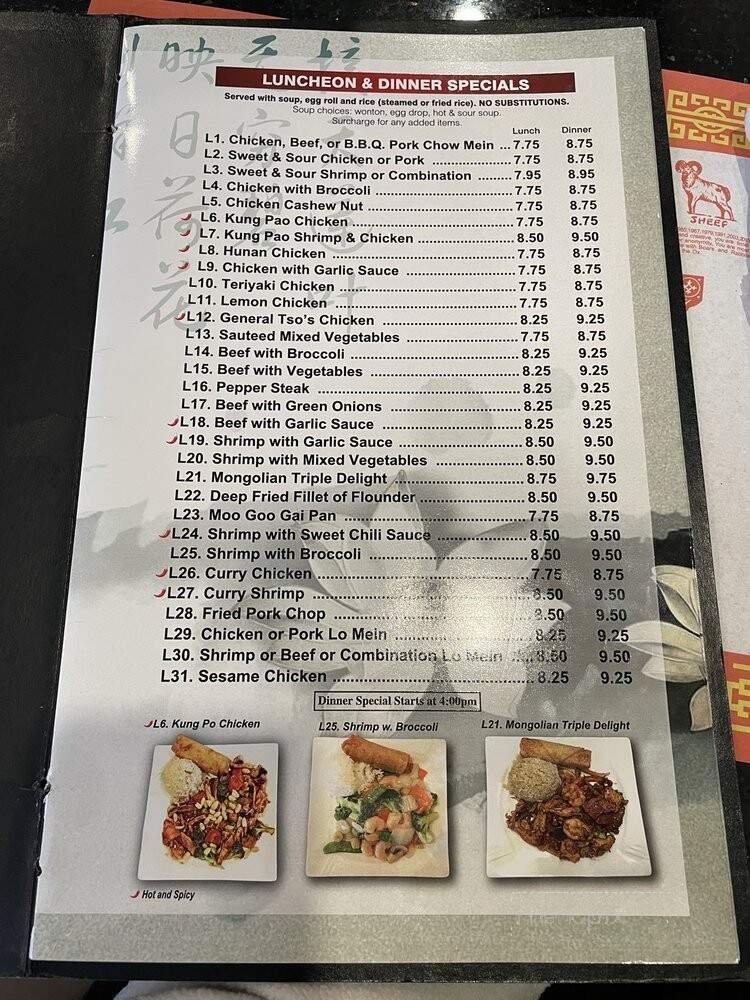 映
日
荷
花
LUNCHEON & DINNER SPECIALS
Served with soup, egg roll and rice (steamed or fried rice). NO SUBSTITUTIONS.
Soup choices: wonton, egg drop, hot & sour soup.
Surcharge for any added items.
Lunch Dinner
L1. Chicken, Beef, or B.B.Q. Pork Chow Mein ...7.75 8.75
L2. Sweet & Sour Chicken or Pork ...................7.75 8.75
L3. Sweet & Sour Shrimp or Combination ........7.95 8.95
L4. Chicken with Broccoli ................................7.75 8.75
L5. Chicken Cashew Nut .................................7.75 8.75
L6. Kung Pao Chicken .....................................7.75 8.75
L7. Kung Pao Shrimp & Chicken ......................8.50 9.50
L8. Hunan Chicken ..........................................7.75 8.75
L9. Chicken with Garlic Sauce .........................7.75 8.75
L10. Teriyaki Chicken .......................................7.75 8.75
L11. Lemon Chicken .........................................7.75 8.75
L12. General Tso's Chicken ..............................8.25 9.25
L13. Sauteed Mixed Vegetables ........................7.75 8.75
L14. Beef with Broccoli .....................................8.25 9.25
L15. Beef with Vegetables .................................8.25 9.25
L16. Pepper Steak .............................................8.25 9.25
L17. Beef with Green Onions ............................8.25 9.25
L18. Beef with Garlic Sauce ..............................8.25 9.25
L19. Shrimp with Garlic Sauce ..........................8.50 9.50
L20. Shrimp with Mixed Vegetables ..................8.50 9.50
L21. Mongolian Triple Delight ...........................8.75 9.75
L22. Deep Fried Fillet of Flounder .....................8.50 9.50
L23. Moo Goo Gai Pan ......................................7.75 8.75
L24. Shrimp with Sweet Chili Sauce ..................8.50 9.50
L25. Shrimp with Broccoli .................................8.50 9.50
L26. Curry Chicken ...........................................7.75 8.75
L27. Curry Shrimp .............................................8.50 9.50
L28. Fried Pork Chop ........................................8.50 9.50
L29. Chicken or Pork Lo Mein ...........................8.25 9.25
L30. Shrimp or Beef or Combination Lo Mein ...8.50 9.50
L31. Sesame Chicken ........................................8.25 9.25
Dinner Special Starts at 4:00pm
L6. Kung Po Chicken
L25. Shrimp w. Broccoli
L21. Mongolian Triple Delight
Hot and Spicy
SHEEP